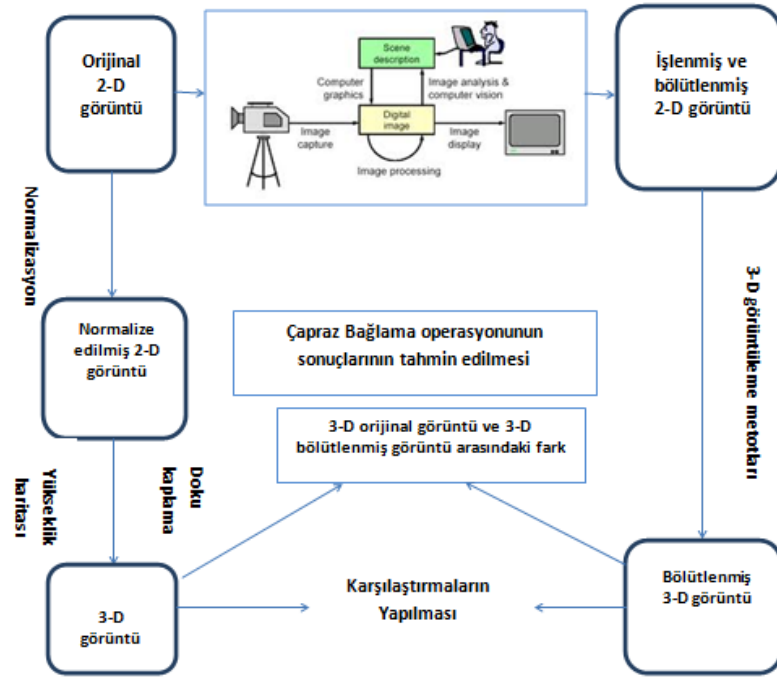 Orijinal
2-D
görüntü
Scene
description
Computer
graphics
Image analysis &
computer vision
Digital
image
Image
capture
Image
display
Image processing
İşlenmiş ve
bölütlenmiş
2-D görüntü
Normalizasyon
3-D görüntüleme metotları
Normalize
edilmiş 2-D
görüntü
Çapraz Bağlama operasyonunun
sonuçlarının tahmin edilmesi
3-D orijinal görüntü ve 3-D
bölütlenmiş görüntü arasındaki fark
Yükseklik
haritası
Doku
kaplama
3-D
görüntü
Karşılaştırmaların
Yapılması
Bölütlenmiş
3-D görüntü